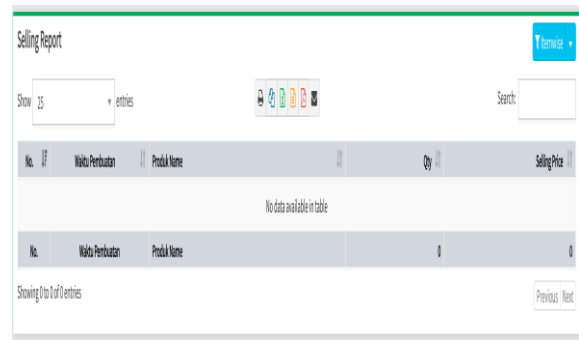 Selling Report
Itemwise
Show 25 entries
Search:
No. Waktu Pembuatan Produk Name Qty Selling Price
No data available in table
No. Waktu Pembuatan Produk Name 0 0
Showing 0 to 0 of 0 entries
Previous Next